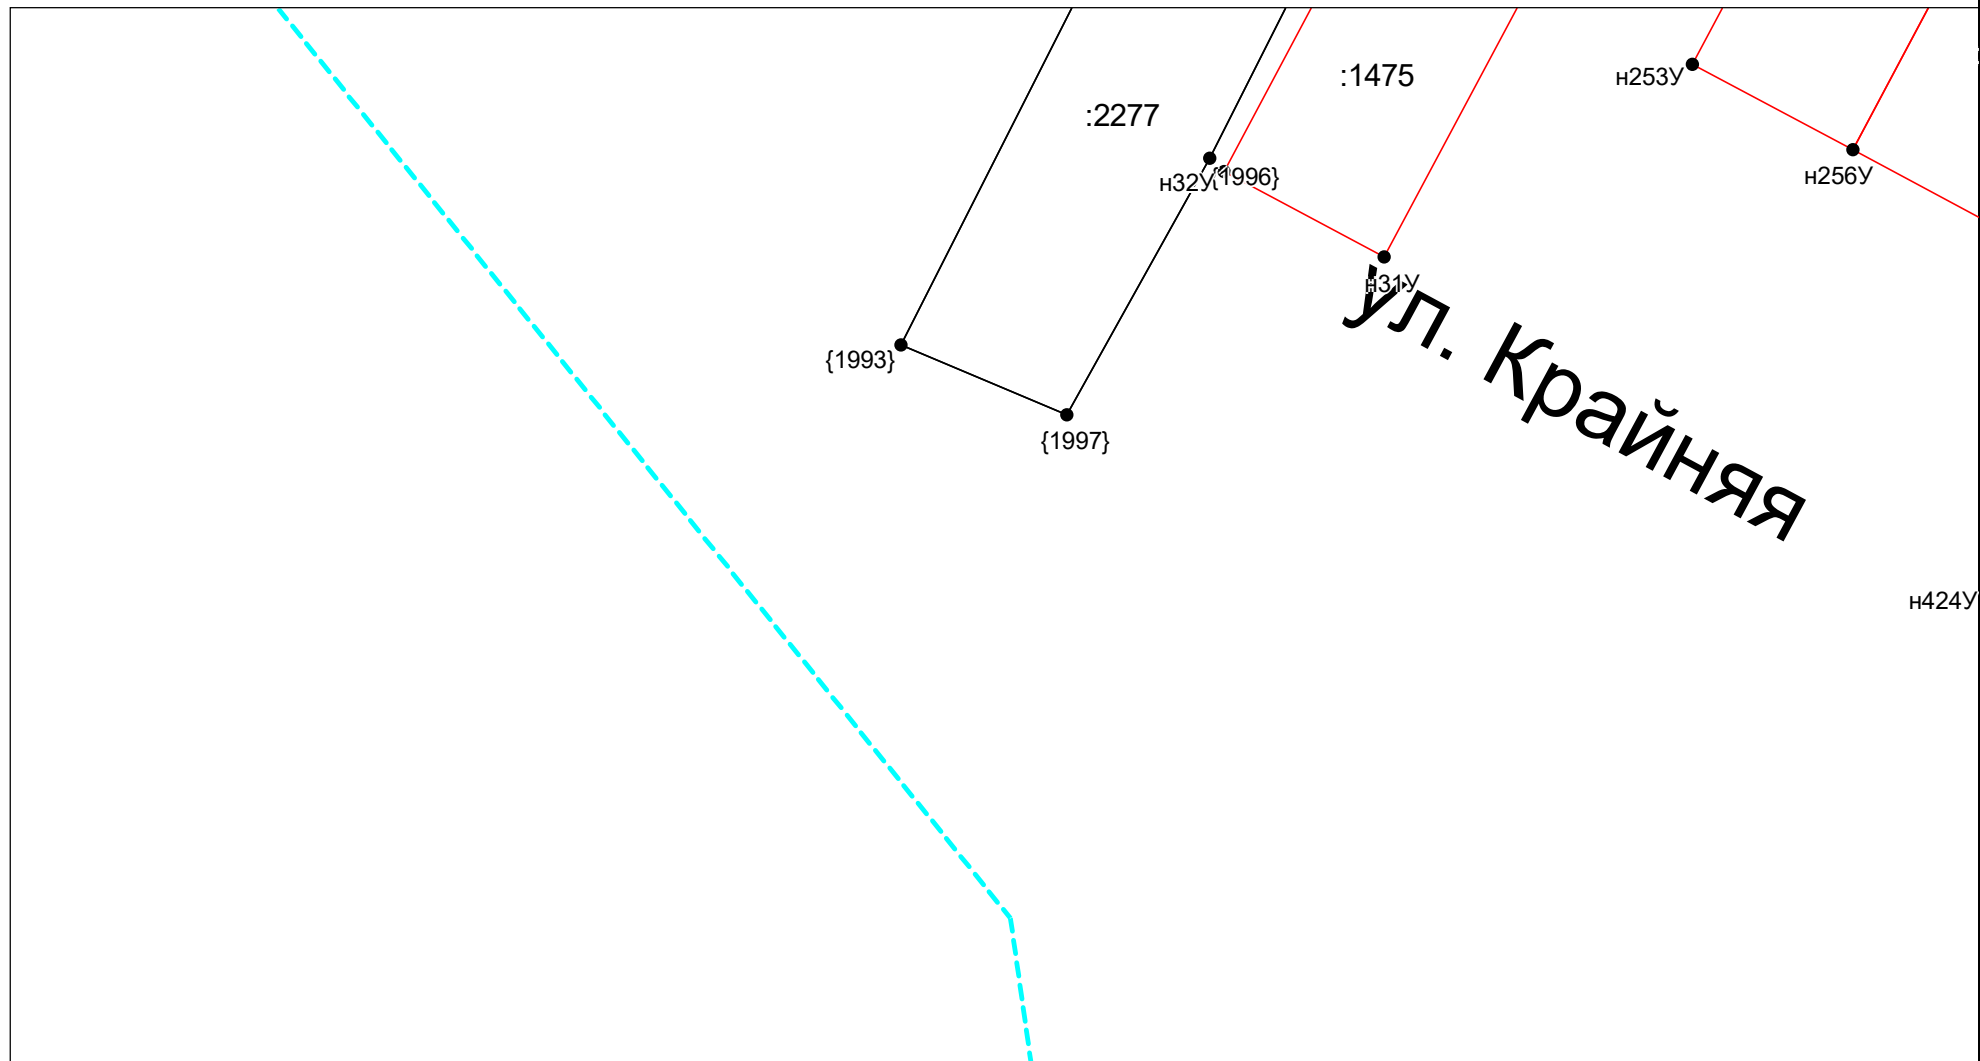 :1475
н253У
:2277
н256У
н32У
{1996}
н31У
ул. Крайняя
{1993}
{1997}
н424У